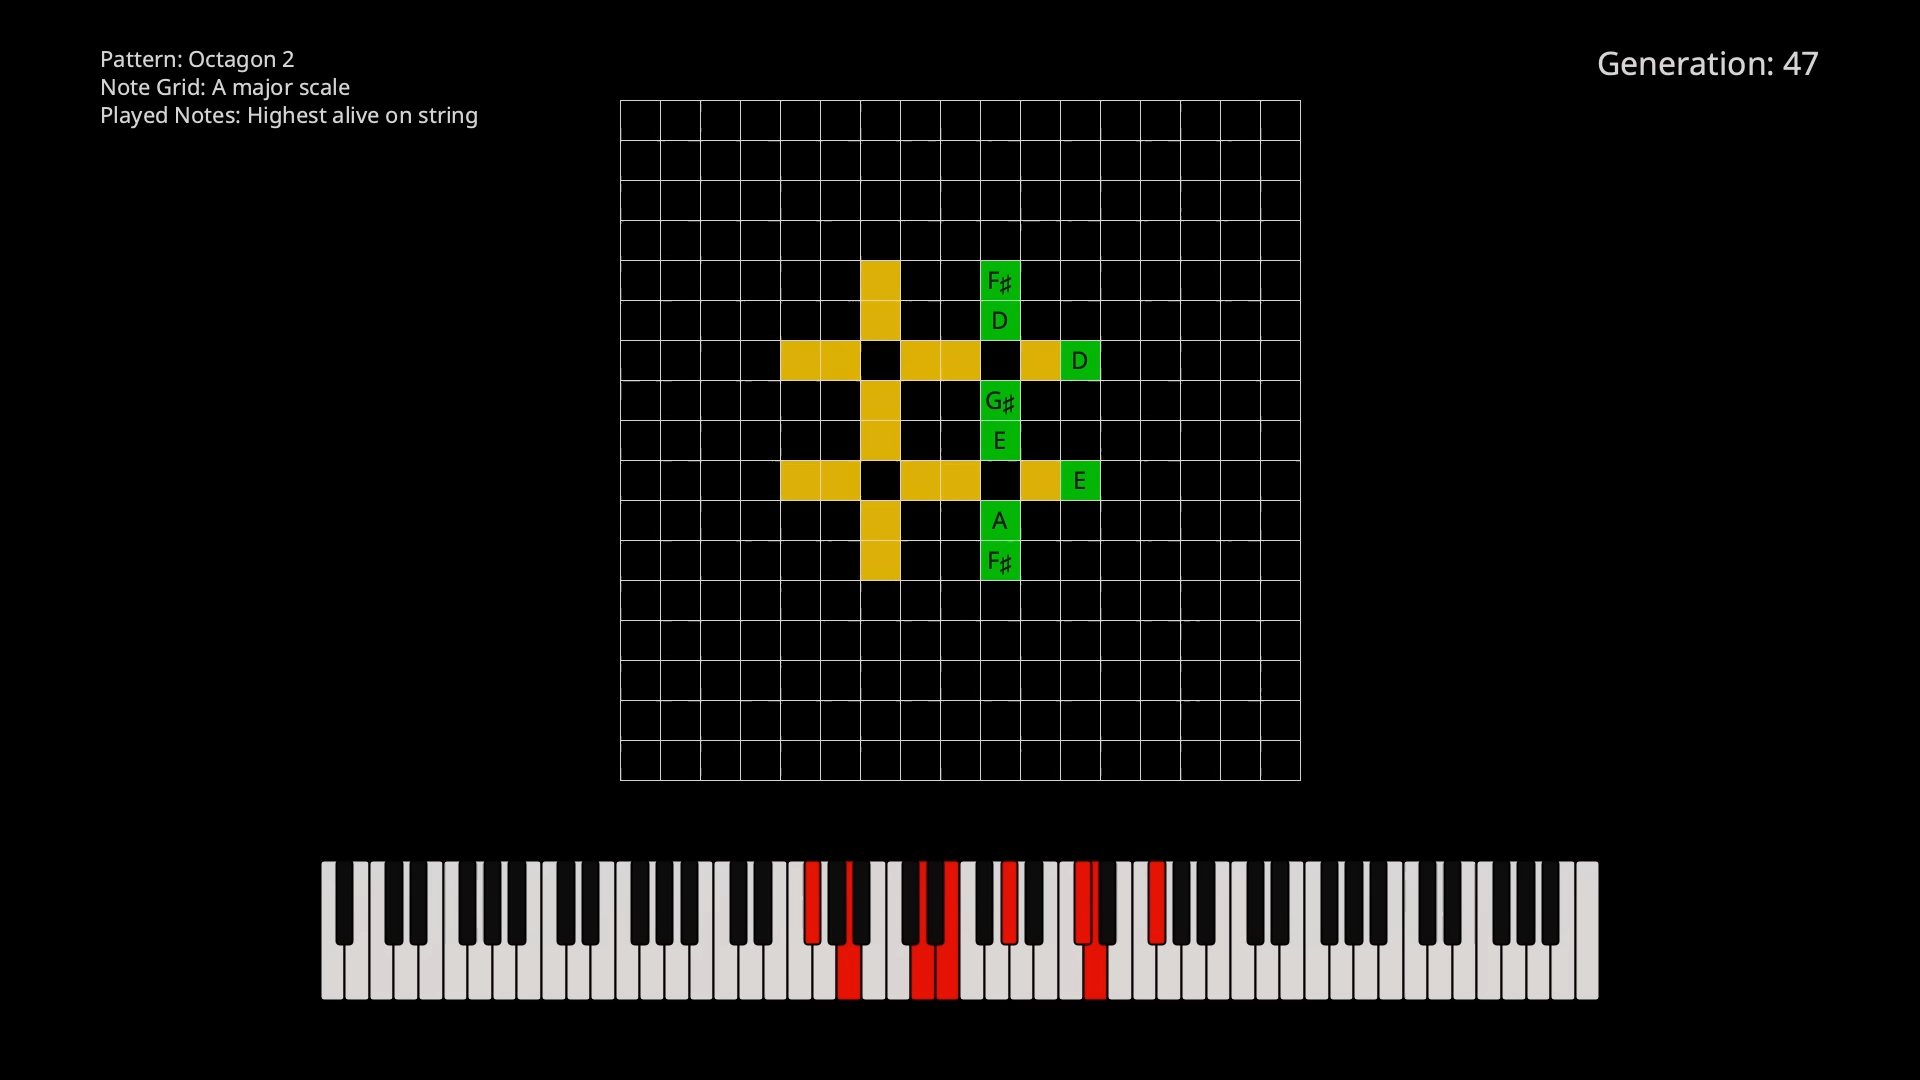 Pattern: Octagon 2
Note Grid: A major scale
Played Notes: Highest alive on string
Generation: 47
F♯
D
D
G♯
E
E
A
F♯